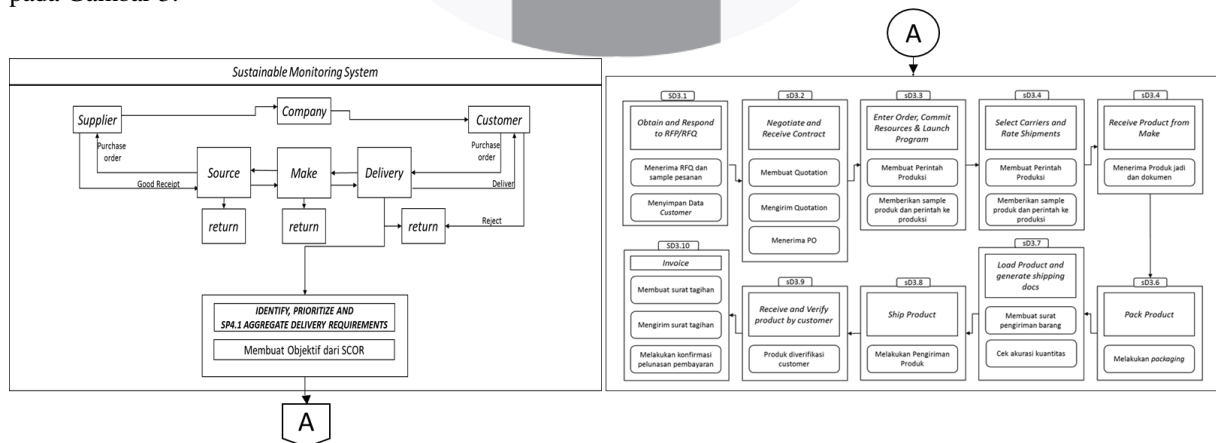 pada Gambar 3.
Sustainable Monitoring System
Supplier
Company
Customer
Purchase
order
Purchase
order
Source
Make
Delivery
Good Receipt
Deliver
return
return
return
Reject
IDENTIFY, PRIORITIZE AND
SP4.1 AGGREGATE DELIVERY REQUIREMENTS
Membuat Objektif dari SCOR
A
A
SD3.1
Obtain and Respond
to RFP/RFQ
Menerima RFQ dan
sample pesanan
Menyimpan Data
Customer
sD3.2
Negotiate and
Receive Contract
Membuat Quotation
Mengirim Quotation
Menerima PO
sD3.3
Enter Order, Commit
Resources & Launch
Program
Membuat Perintah
Produksi
Memberikan sample
produk dan perintah ke
produksi
sD3.4
Select Carriers and
Rate Shipments
Membuat Perintah
Produksi
Memberikan sample
produk dan perintah ke
produksi
sD3.4
Receive Product from
Make
Menerima Produk jadi
dan dokumen
sD3.6
Pack Product
Melakukan packaging
sD3.7
Load Product and
generate shipping
docs
Membuat surat
pengiriman barang
Cek akurasi kuantitas
sD3.8
Ship Product
Melakukan Pengiriman
Produk
sD3.9
Receive and Verify
product by customer
Produk diverifikasi
customer
SD3.10
Invoice
Membuat surat tagihan
Mengirim surat tagihan
Melakukan konfirmasi
pelunasan pembayaran